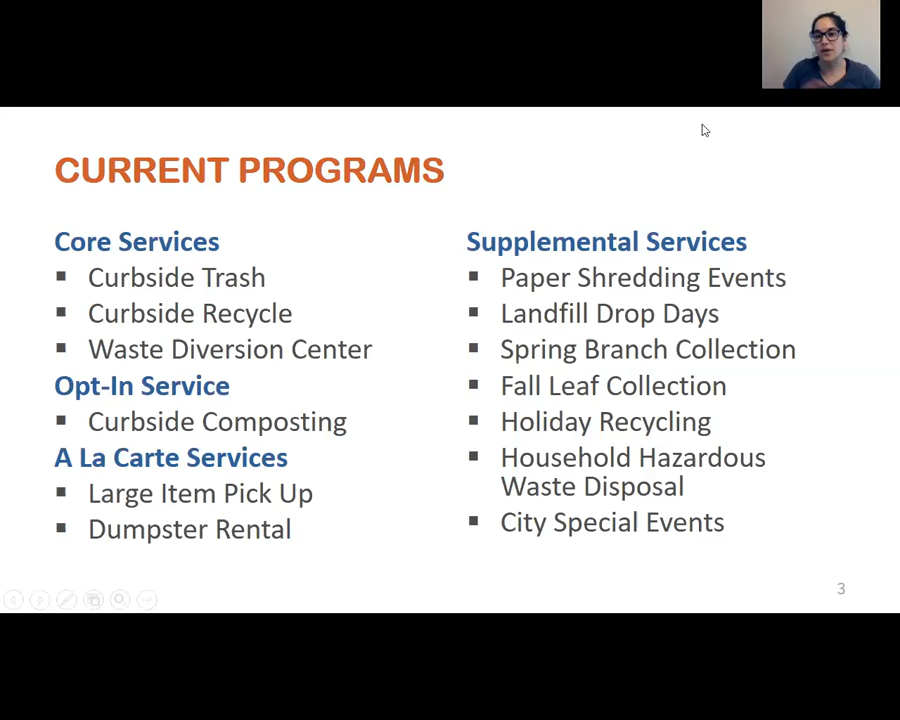 CURRENT PROGRAMS
Core Services
Curbside Trash
Curbside Recycle
Waste Diversion Center
Opt-In Service
Curbside Composting
A La Carte Services
Large Item Pick Up
Dumpster Rental
Supplemental Services
Paper Shredding Events
Landfill Drop Days
Spring Branch Collection
Fall Leaf Collection
Holiday Recycling
Household Hazardous
Waste Disposal
City Special Events
3